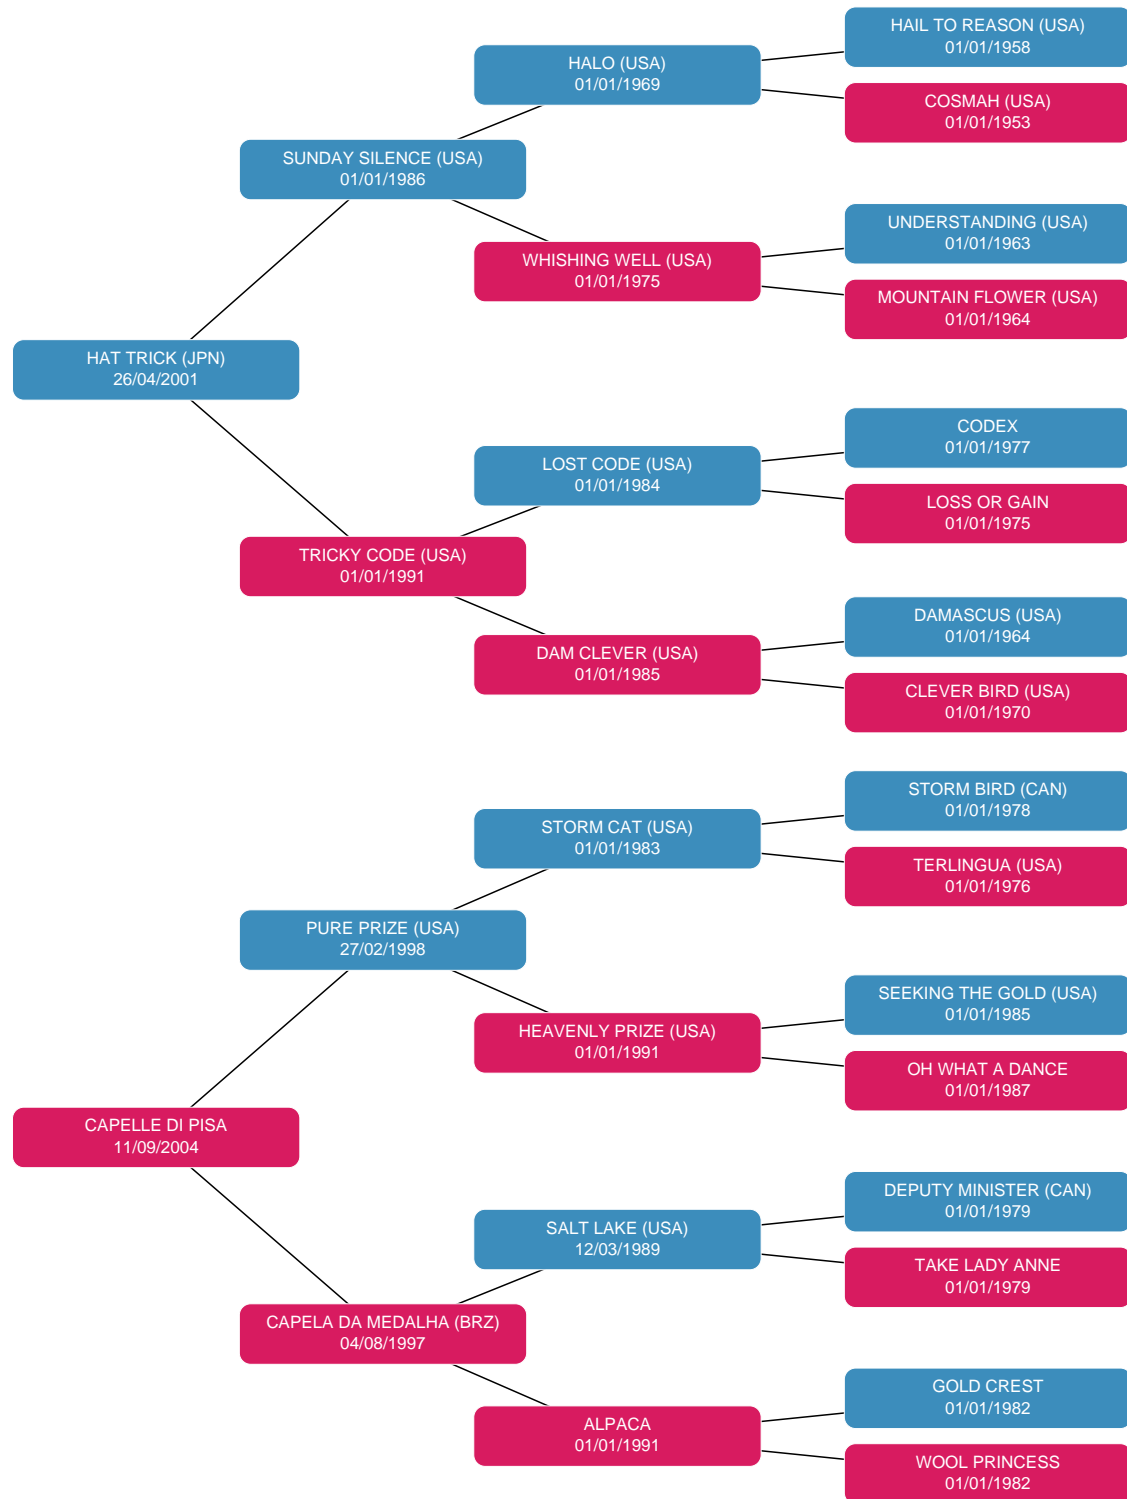 HAIL TO REASON (USA)
01/01/1958
HALO (USA)
01/01/1969
COSMAH (USA)
01/01/1953
SUNDAY SILENCE (USA)
01/01/1986
UNDERSTANDING (USA)
01/01/1963
WHISHING WELL (USA)
01/01/1975
MOUNTAIN FLOWER (USA)
01/01/1964
HAT TRICK (JPN)
26/04/2001
CODEX
01/01/1977
LOST CODE (USA)
01/01/1984
LOSS OR GAIN
01/01/1975
TRICKY CODE (USA)
01/01/1991
DAMASCUS (USA)
01/01/1964
DAM CLEVER (USA)
01/01/1985
CLEVER BIRD (USA)
01/01/1970
STORM BIRD (CAN)
01/01/1978
STORM CAT (USA)
01/01/1983
TERLINGUA (USA)
01/01/1976
PURE PRIZE (USA)
27/02/1998
SEEKING THE GOLD (USA)
01/01/1985
HEAVENLY PRIZE (USA)
01/01/1991
OH WHAT A DANCE
01/01/1987
CAPELLE DI PISA
11/09/2004
DEPUTY MINISTER (CAN)
01/01/1979
SALT LAKE (USA)
12/03/1989
TAKE LADY ANNE
01/01/1979
CAPELA DA MEDALHA (BRZ)
04/08/1997
GOLD CREST
01/01/1982
ALPACA
01/01/1991
WOOL PRINCESS
01/01/1982